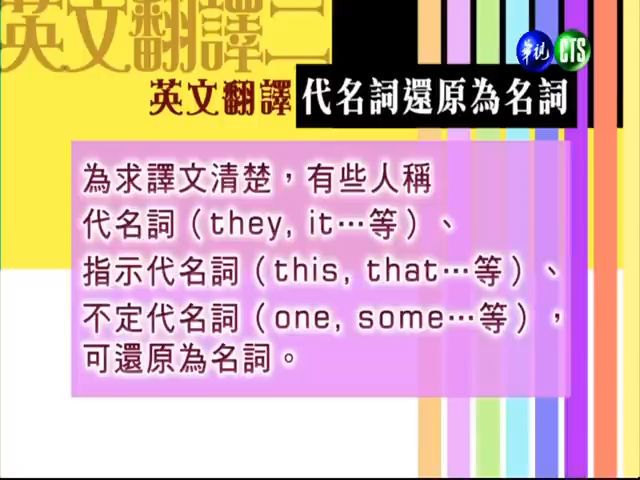 英文翻譯二
華視 CTS
英文翻譯 代名詞還原為名詞
為求譯文清楚，有些人稱
代名詞（they, it…等）、
指示代名詞（this, that…等）、
不定代名詞（one, some…等），
可還原為名詞。